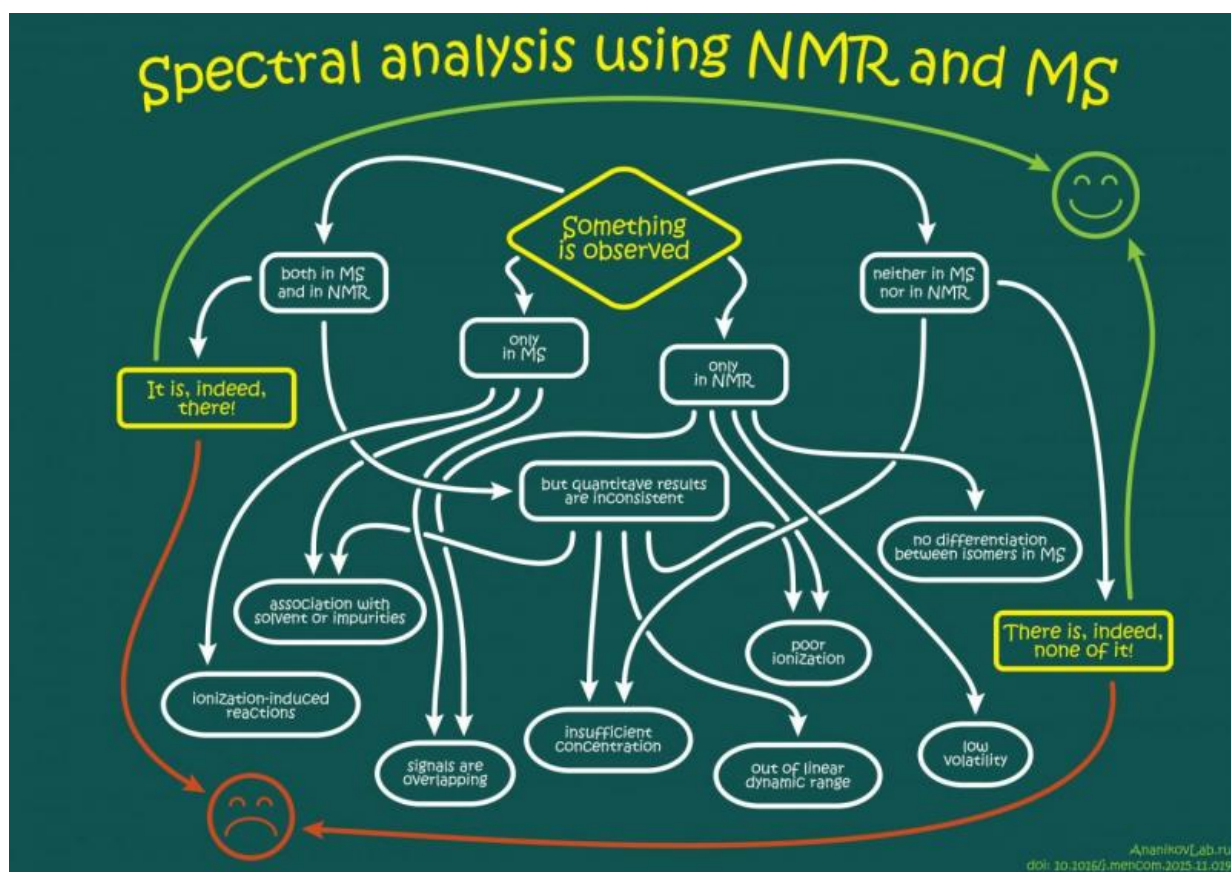 Spectral analysis using NMR and MS
Something
is observed
both in MS
and in NMR
neither in MS
nor in NMR
only
in MS
only
in NMR
It is, indeed,
there!
but quantitave results
are inconsistent
no differentiation
between isomers in MS
association with
solvent or impurities
There is, indeed,
none of it!
poor
ionization
ionization-induced
reactions
insufficient
concentration
signals are
overlapping
out of linear
dynamic range
low
volatility
AnanikovLab.ru
doi: 10.1016/j.mencom.2015.11.019